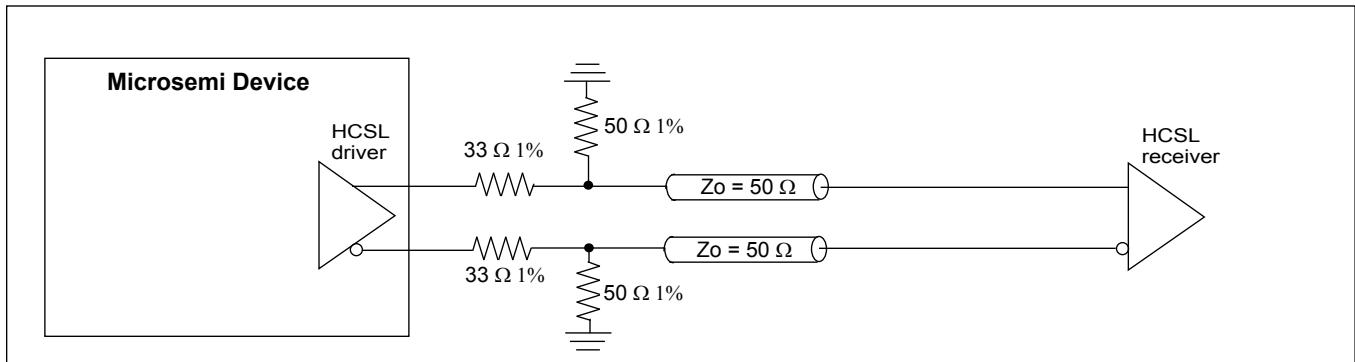 Microsemi Device
HCSL
driver
33 Ω 1%
50 Ω 1%
Zo = 50 Ω
HCSL
receiver
Zo = 50 Ω
33 Ω 1%
50 Ω 1%